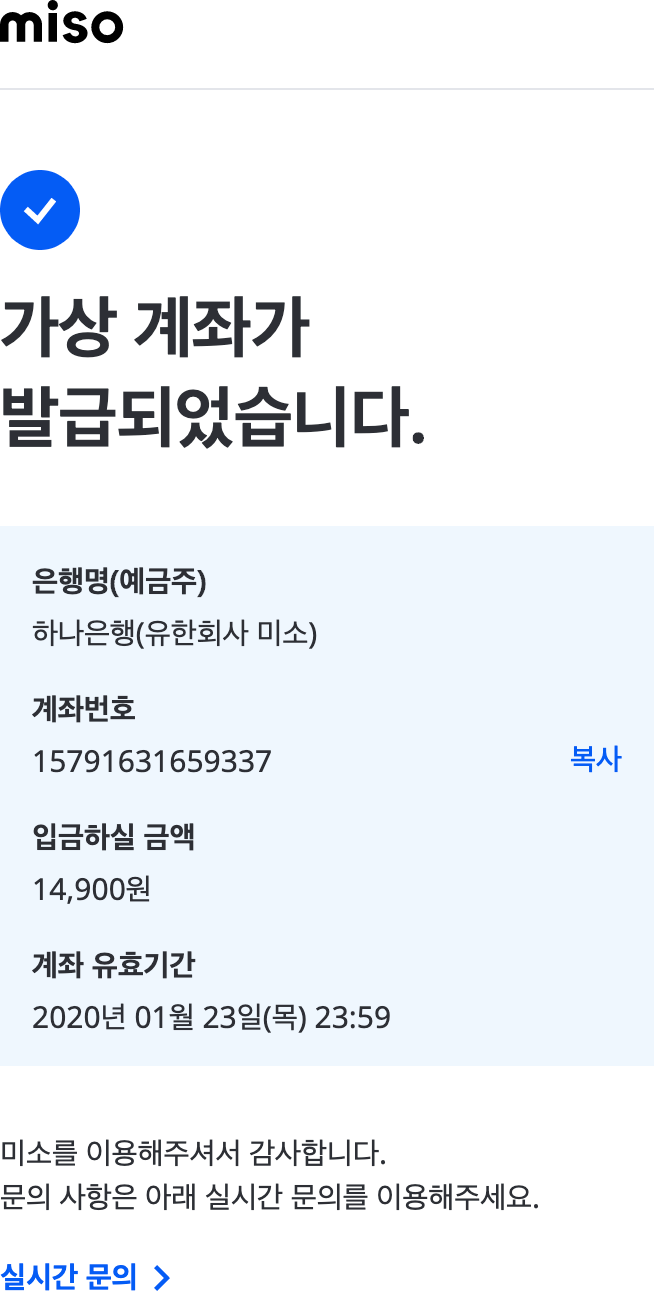 miso
가상 계좌가
발급되었습니다.
은행명(예금주)
하나은행(유한회사 미소)
계좌번호
15791631659337
복사
입금하실 금액
14,900원
계좌 유효기간
2020년 01월 23일(목) 23:59
미소를 이용해주셔서 감사합니다.
문의 사항은 아래 실시간 문의를 이용해주세요.
실시간 문의